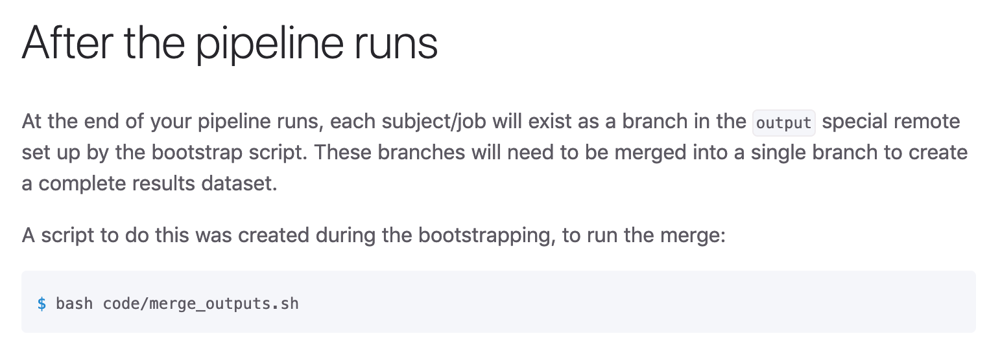 After the pipeline runs
At the end of your pipeline runs, each subject/job will exist as a branch in the output special remote
set up by the bootstrap script. These branches will need to be merged into a single branch to create
a complete results dataset.
A script to do this was created during the bootstrapping, to run the merge:
$ bash code/merge_outputs.sh